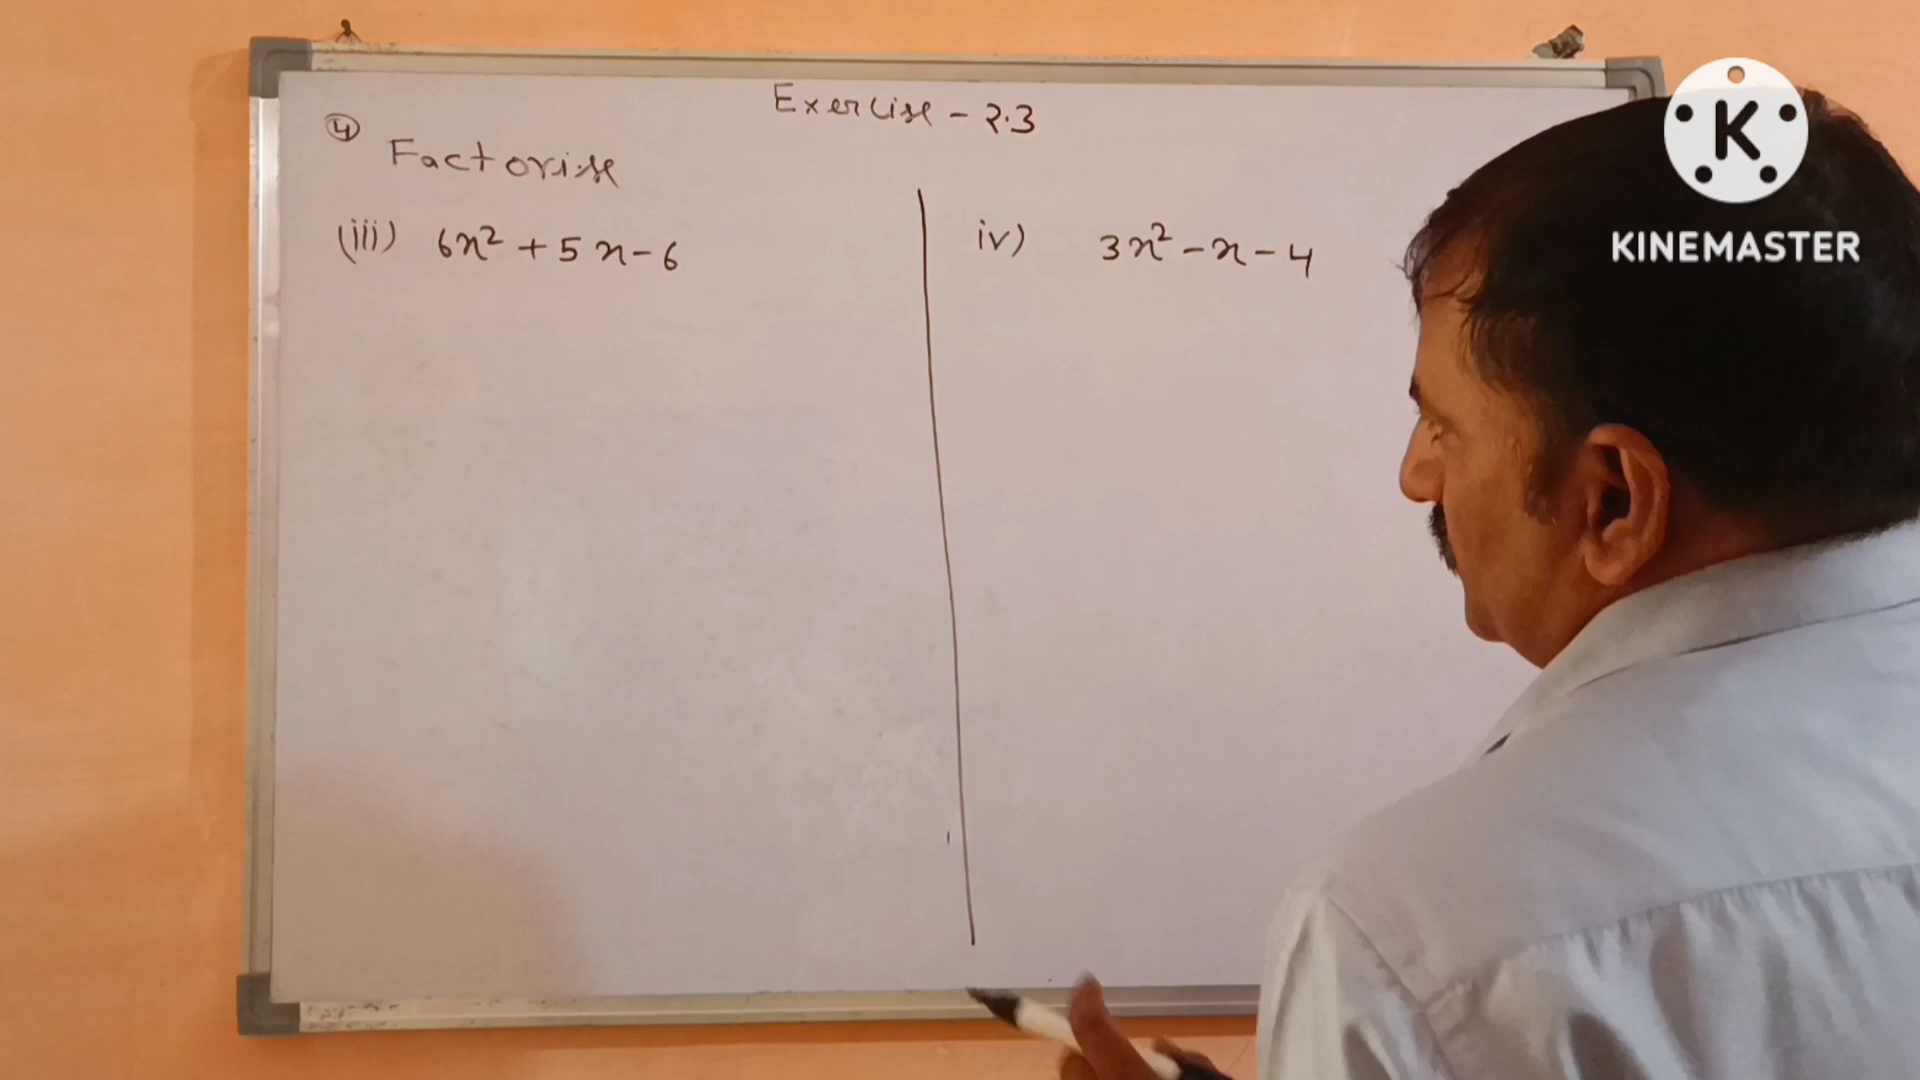 Exercise - 2.3
④
Factorise
(iii) 6x² + 5x - 6
iv) 3x² - x - 4
K
KINEMASTER